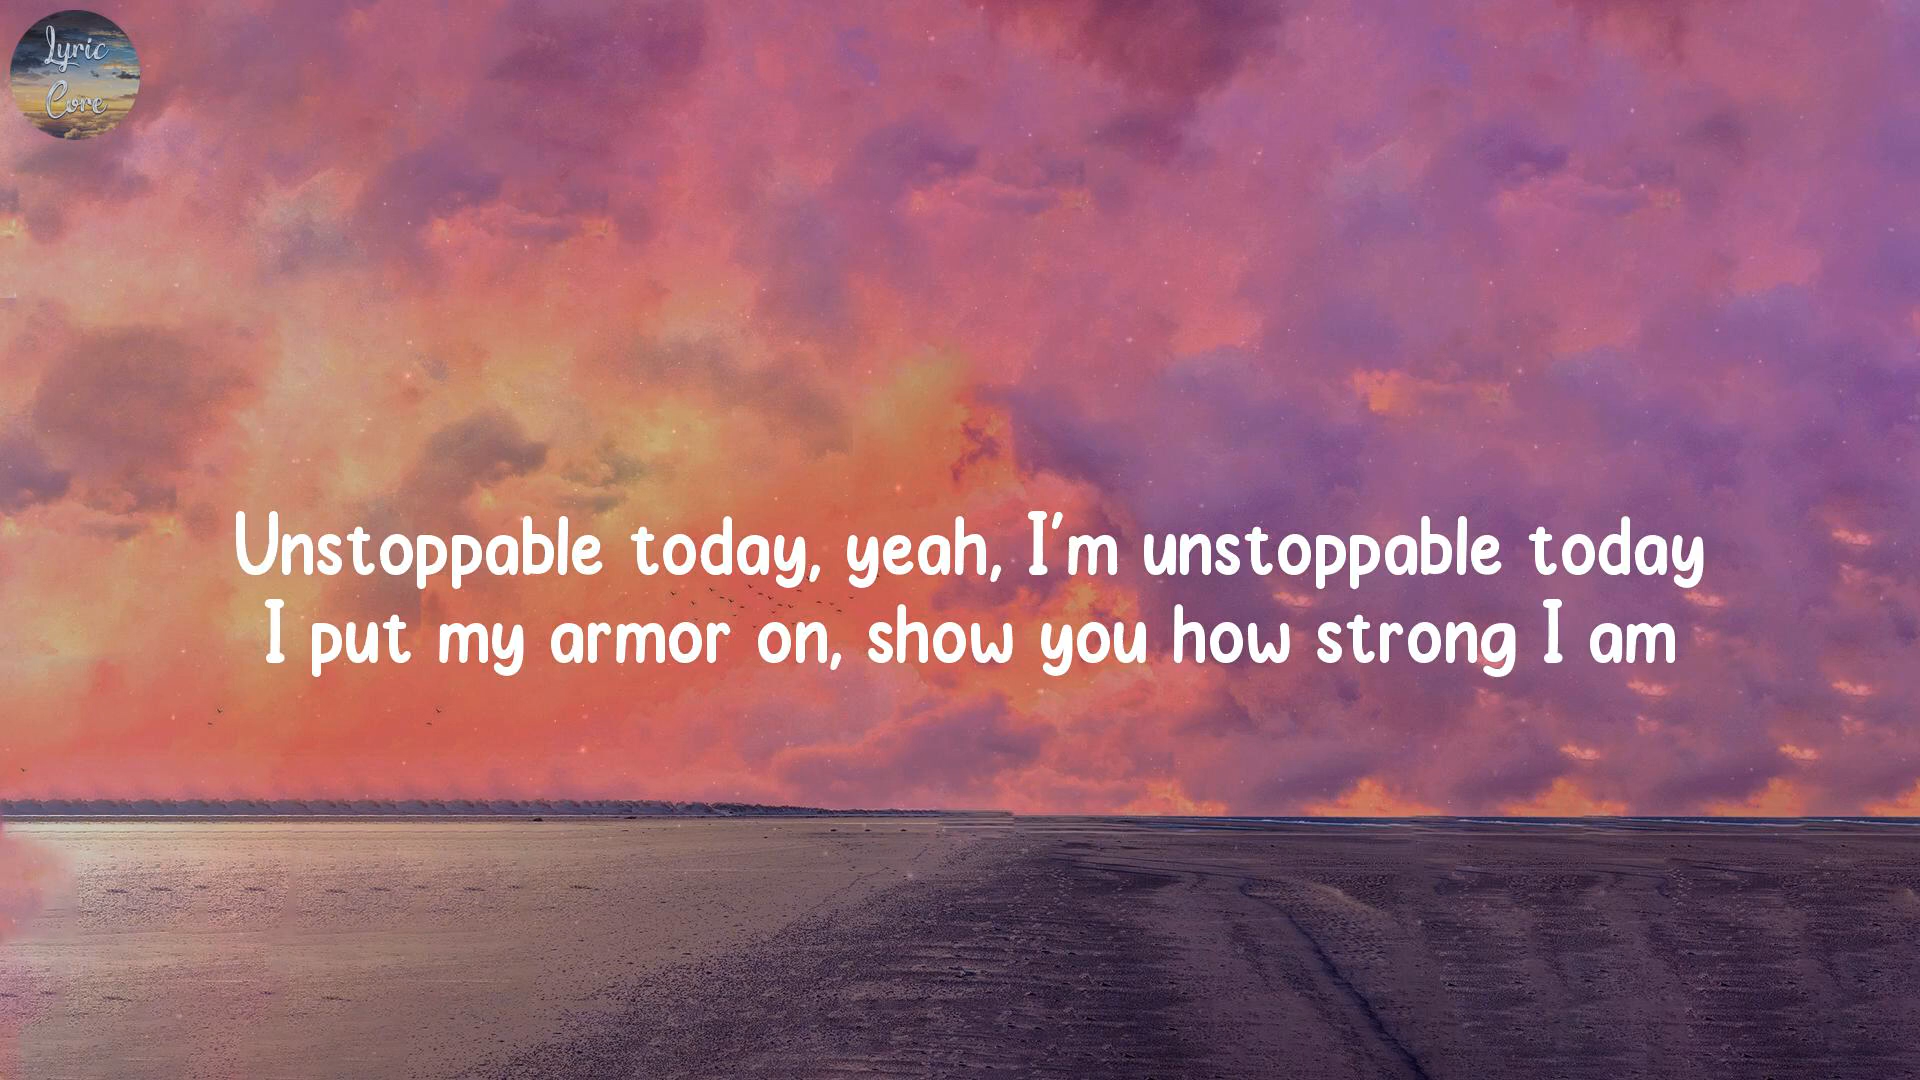 Lyric
Core
Unstoppable today, yeah, I'm unstoppable today
I put my armor on, show you how strong I am